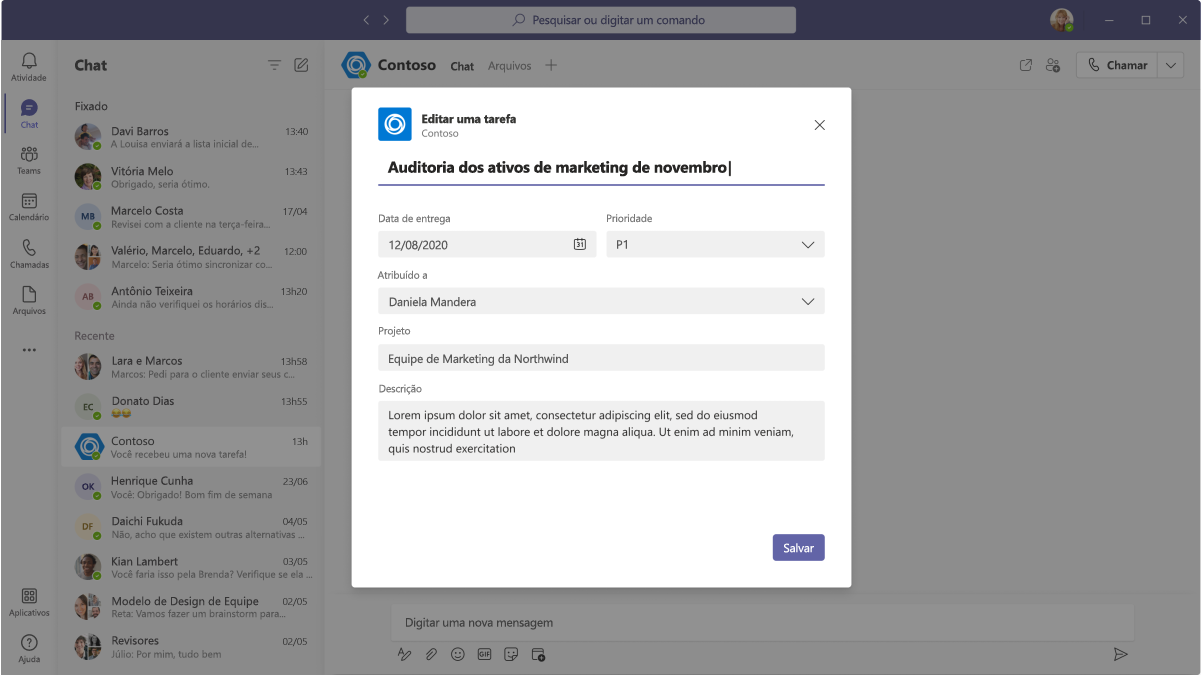 Pesquisar ou digitar um comando
Atividade
Chat
Teams
Calendário
Chamadas
Arquivos
Aplicativos
Ajuda
Chat
Fixado
Davi Barros 13:40
A Louisa enviará a lista inicial de...
Vitória Melo 13:43
Obrigado, seria ótimo.
MB
Marcelo Costa 17/04
Revisei com a cliente na terça-feira...
Valério, Marcelo, Eduardo, +2 12:00
Marcelo: Seria ótimo sincronizar co...
AB
Antônio Teixeira 13h20
Ainda não verifiquei os horários dis...
Recente
Lara e Marcos 13h58
Marcos: Pedi para o cliente enviar seus c...
EC
Donato Dias 13h55
😂😂
Contoso 13h
Você recebeu uma nova tarefa!
OK
Henrique Cunha 23/06
Você: Obrigado! Bom fim de semana
DF
Daichi Fukuda 04/05
Não, acho que existem outras alternativas ...
Kian Lambert 03/05
Você faria isso pela Brenda? Verifique se ela ...
Modelo de Design de Equipe 02/05
Reta: Vamos fazer um brainstorm para...
Revisores 02/05
Júlio: Por mim, tudo bem
Contoso Chat Arquivos
Chamar
Editar uma tarefa
Contoso
Auditoria dos ativos de marketing de novembro
Data de entrega Prioridade
12/08/2020 31 P1
Atribuído a
Daniela Mandera
Projeto
Equipe de Marketing da Northwind
Descrição
Lorem ipsum dolor sit amet, consectetur adipiscing elit, sed do eiusmod
tempor incididunt ut labore et dolore magna aliqua. Ut enim ad minim veniam,
quis nostrud exercitation
Salvar
Digitar uma nova mensagem
GIF